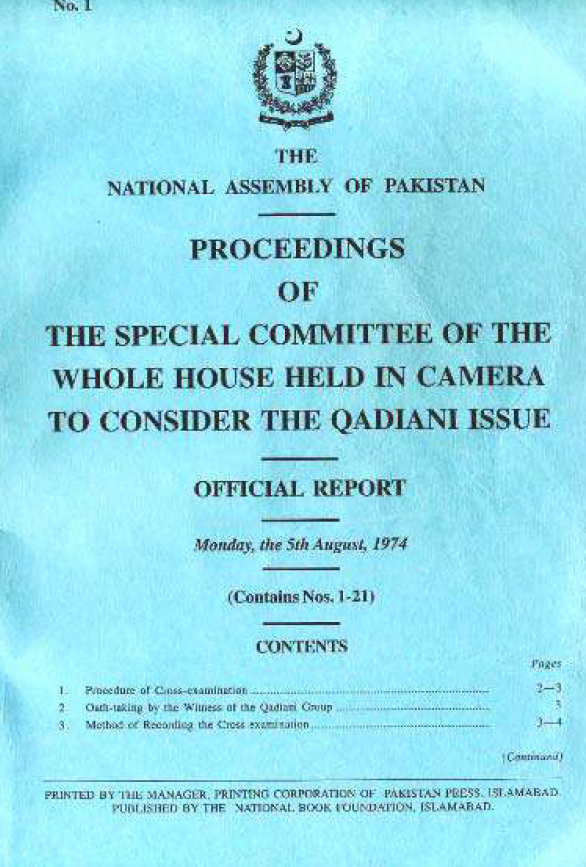 No. 1
THE
NATIONAL ASSEMBLY OF PAKISTAN
PROCEEDINGS
OF
THE SPECIAL COMMITTEE OF THE
WHOLE HOUSE HELD IN CAMERA
TO CONSIDER THE QADIANI ISSUE
OFFICIAL REPORT
Monday, the 5th August, 1974
(Contains Nos. 1-21)
CONTENTS
Pages
1. Procedure of Cross-examination 2—3
2. Oath-taking by the Witness of the Qadiani Group 3
3. Method of Recording the Cross examination 3—4
(Continued)
PRINTED BY THE MANAGER, PRINTING CORPORATION OF PAKISTAN PRESS, ISLAMABAD.
PUBLISHED BY THE NATIONAL BOOK FOUNDATION, ISLAMABAD.